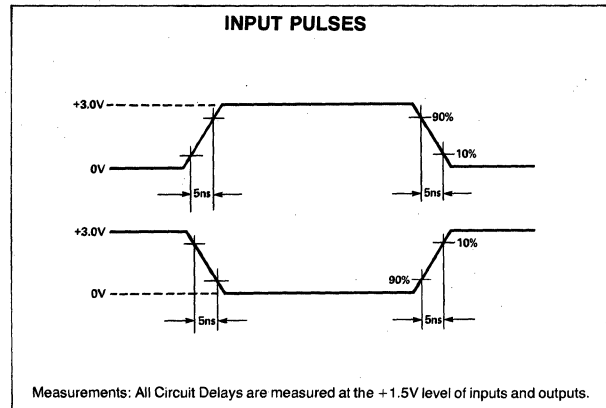 INPUT PULSES
+3.0V
90%
10%
0V
5ns
5ns
+3.0V
10%
90%
0V
5ns
5ns
Measurements: All Circuit Delays are measured at the +1.5V level of inputs and outputs.